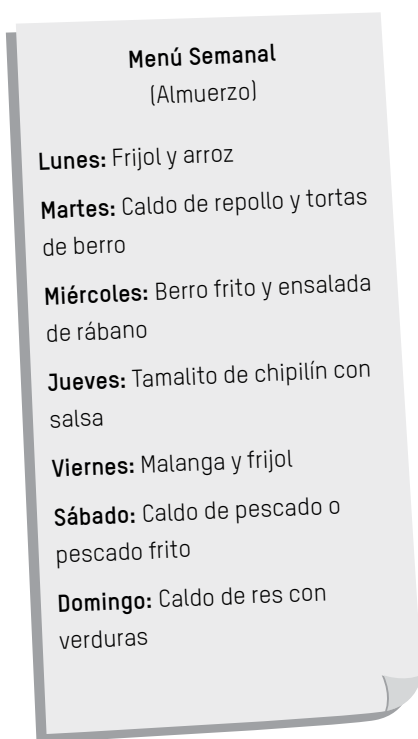 Menú Semanal
(Almuerzo)
Lunes: Frijol y arroz
Martes: Caldo de repollo y tortas
de berro
Miércoles: Berro frito y ensalada
de rábano
Jueves: Tamalito de chipilín con
salsa
Viernes: Malanga y frijol
Sábado: Caldo de pescado o
pescado frito
Domingo: Caldo de res con
verduras